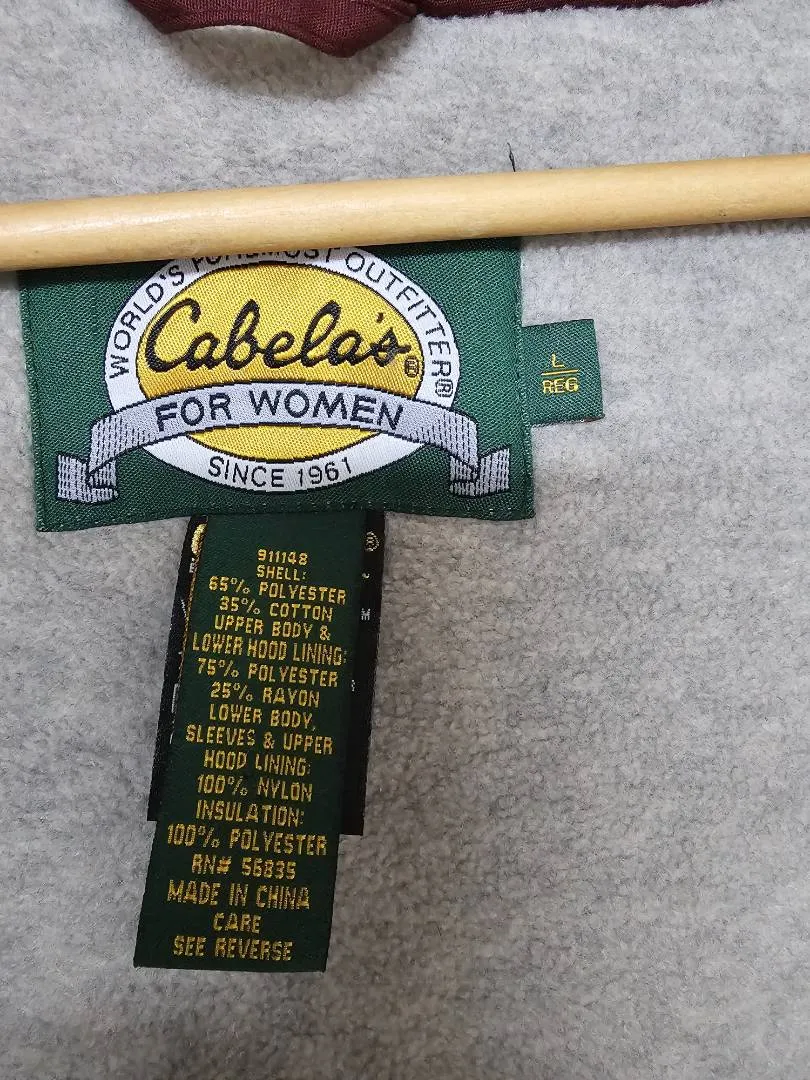 WORLD'S FOREMOST OUTFITTER®
Cabela's®
FOR WOMEN
SINCE 1961
L
REG
911148
SHELL:
65% POLYESTER
35% COTTON
UPPER BODY &
LOWER HOOD LINING:
75% POLYESTER
25% RAYON
LOWER BODY,
SLEEVES & UPPER
HOOD LINING:
100% NYLON
INSULATION:
100% POLYESTER
RN# 56835
MADE IN CHINA
CARE
SEE REVERSE